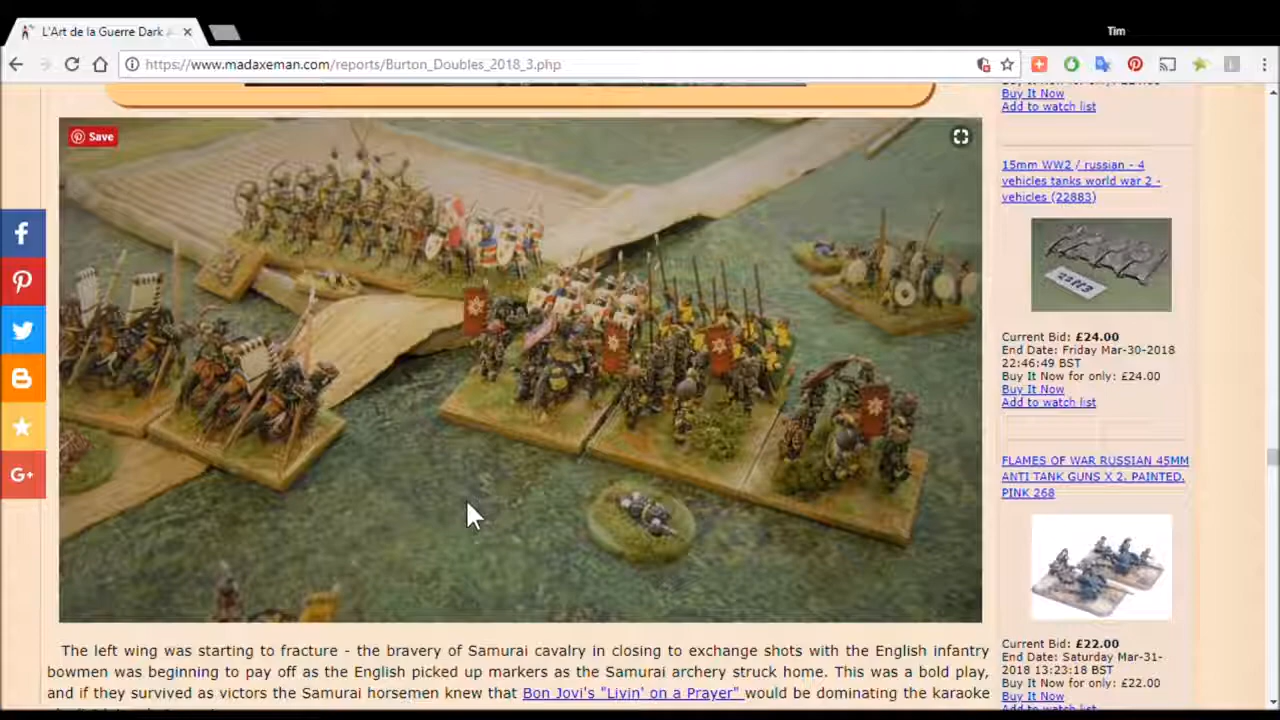 L'Art de la Guerre Dark
Tim
https://www.madaxeman.com/reports/Burton_Doubles_2018_3.php
Buy It Now
Add to watch list
Save
15mm WW2 / russian - 4
vehicles tanks world war 2 -
vehicles (22883)
22883
Current Bid: £24.00
End Date: Friday Mar-30-2018
22:46:49 BST
Buy It Now for only: £24.00
Buy It Now
Add to watch list
FLAMES OF WAR RUSSIAN 45MM
ANTI TANK GUNS X 2. PAINTED.
PINK 268
Current Bid: £22.00
End Date: Saturday Mar-31-
2018 13:23:18 BST
Buy It Now for only: £22.00
Buy It Now
G+
The left wing was starting to fracture - the bravery of Samurai cavalry in closing to exchange shots with the English infantry
bowmen was beginning to pay off as the english picked up markers as the Samurai archery struck home. This was a bold play,
and if they survived as victors the Samurai horsemen knew that Bon Jovi's "Livin' on a Prayer" would be dominating the karaoke